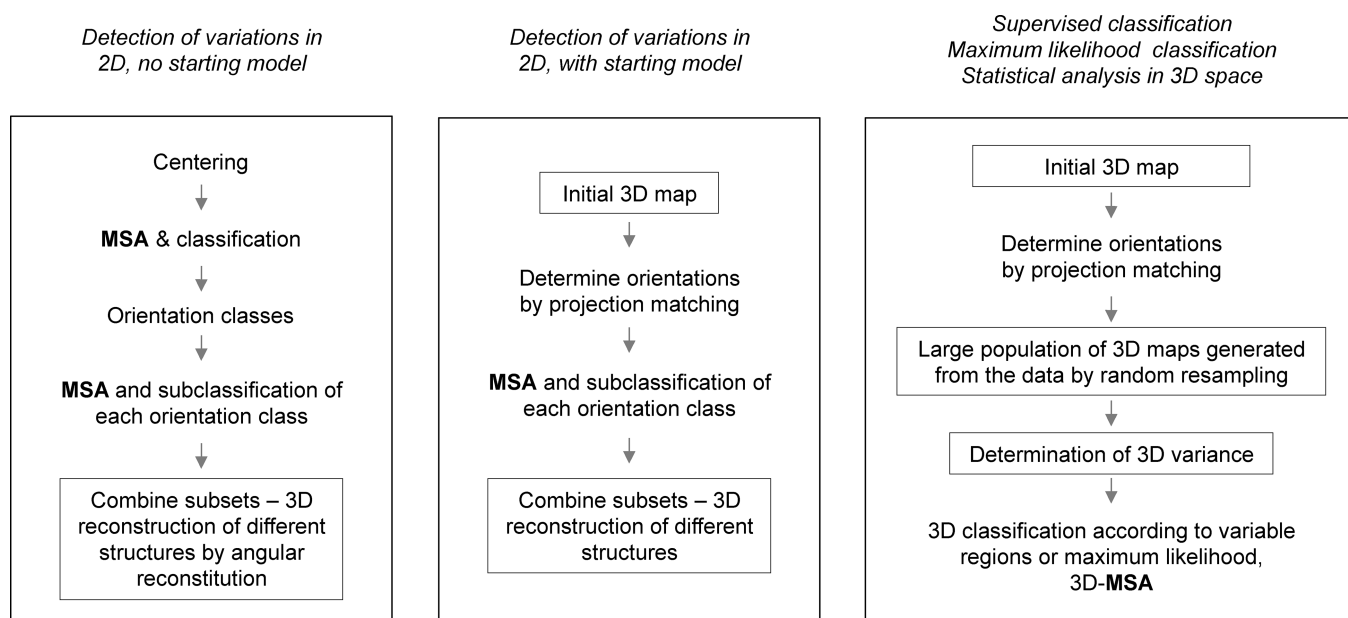 Detection of variations in
2D, no starting model
Centering
MSA & classification
Orientation classes
MSA and subclassification of
each orientation class
Combine subsets – 3D
reconstruction of different
structures by angular
reconstitution
Detection of variations in
2D, with starting model
Initial 3D map
Determine orientations
by projection matching
MSA and subclassification of
each orientation class
Combine subsets – 3D
reconstruction of different
structures
Supervised classification
Maximum likelihood classification
Statistical analysis in 3D space
Initial 3D map
Determine orientations
by projection matching
Large population of 3D maps generated
from the data by random resampling
Determination of 3D variance
3D classification according to variable
regions or maximum likelihood,
3D-MSA